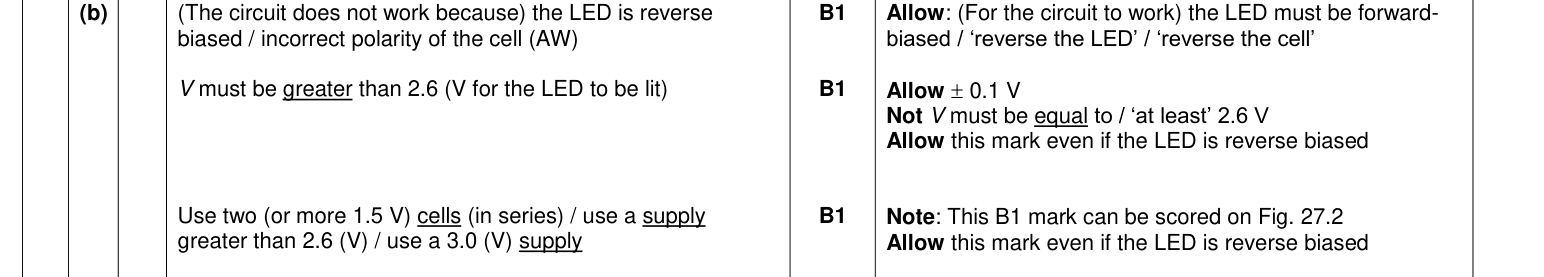 (b) (The circuit does not work because) the LED is reverse B1 Allow: (For the circuit to work) the LED must be forward-
biased / incorrect polarity of the cell (AW) biased / ‘reverse the LED’ / ‘reverse the cell’
V must be greater than 2.6 (V for the LED to be lit) B1 Allow ± 0.1 V
Not V must be equal to / ‘at least’ 2.6 V
Allow this mark even if the LED is reverse biased
Use two (or more 1.5 V) cells (in series) / use a supply B1 Note: This B1 mark can be scored on Fig. 27.2
greater than 2.6 (V) / use a 3.0 (V) supply Allow this mark even if the LED is reverse biased